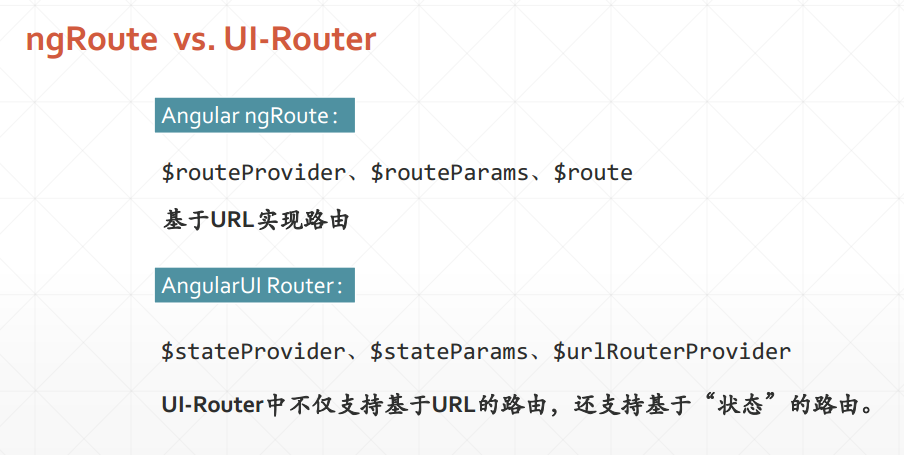 ngRoute vs. UI-Router
Angular ngRoute：
$routeProvider、$routeParams、$route
基于URL实现路由
AngularUI Router：
$stateProvider、$stateParams、$urlRouterProvider
UI-Router中不仅支持基于URL的路由，还支持基于“状态”的路由。